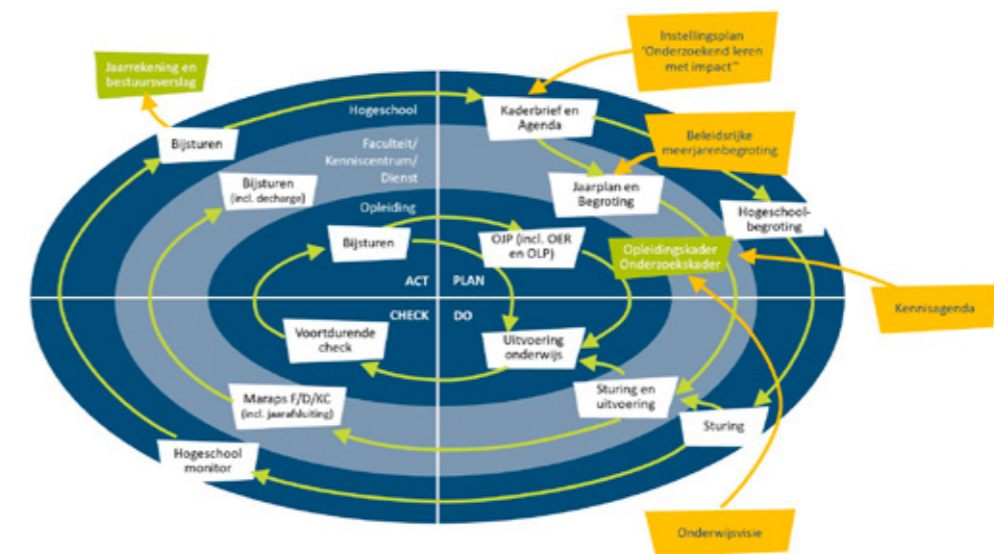 Instellingsplan
'Onderzoekend leren
met impact'"
Jaarrekening en
bestuursverslag
Hogeschool
Kaderbrief en
Agenda
Bijsturen
Faculteit/
Kenniscentrum/
Dienst
Beleidsrijke
meerjarenbegroting
Bijsturen
(incl. decharge)
Jaarplan en
Begroting
Opleiding
Hogeschool-
begroting
Bijsturen
OJP (incl. OER
en OLP)
Opleidingskader
Onderzoekskader
ACT
PLAN
Kennisagenda
CHECK
DO
Voortdurende
check
Uitvoering
onderwijs
Maraps F/D/KC
(incl. jaarafsluiting)
Sturing en
uitvoering
Sturing
Hogeschool
monitor
Onderwijsvisie